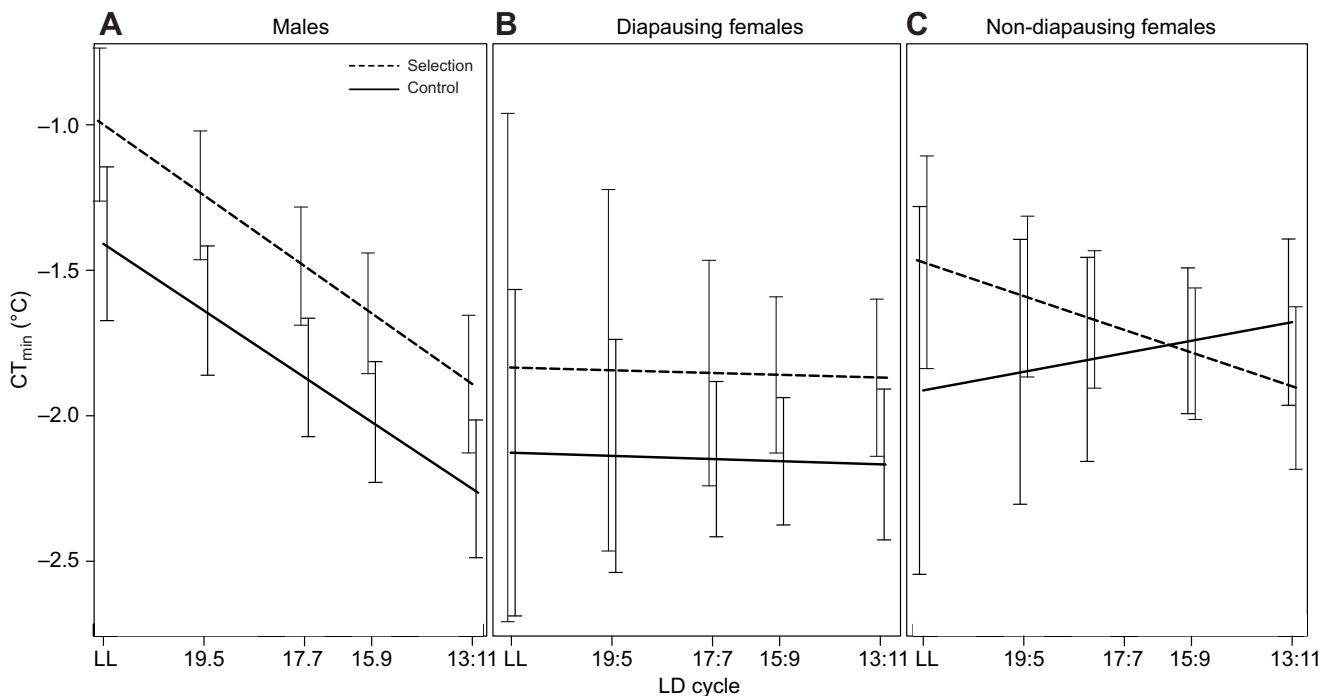 A
Males
B
Diapausing females
C
Non-diapausing females
Selection
Control
–1.0
–1.5
–2.0
–2.5
CTmin (°C)
LL
19.5
17.7
15.9
13:11
LL
19:5
17:7
15:9
13:11
LL
19:5
17:7
15:9
13:11
LD cycle